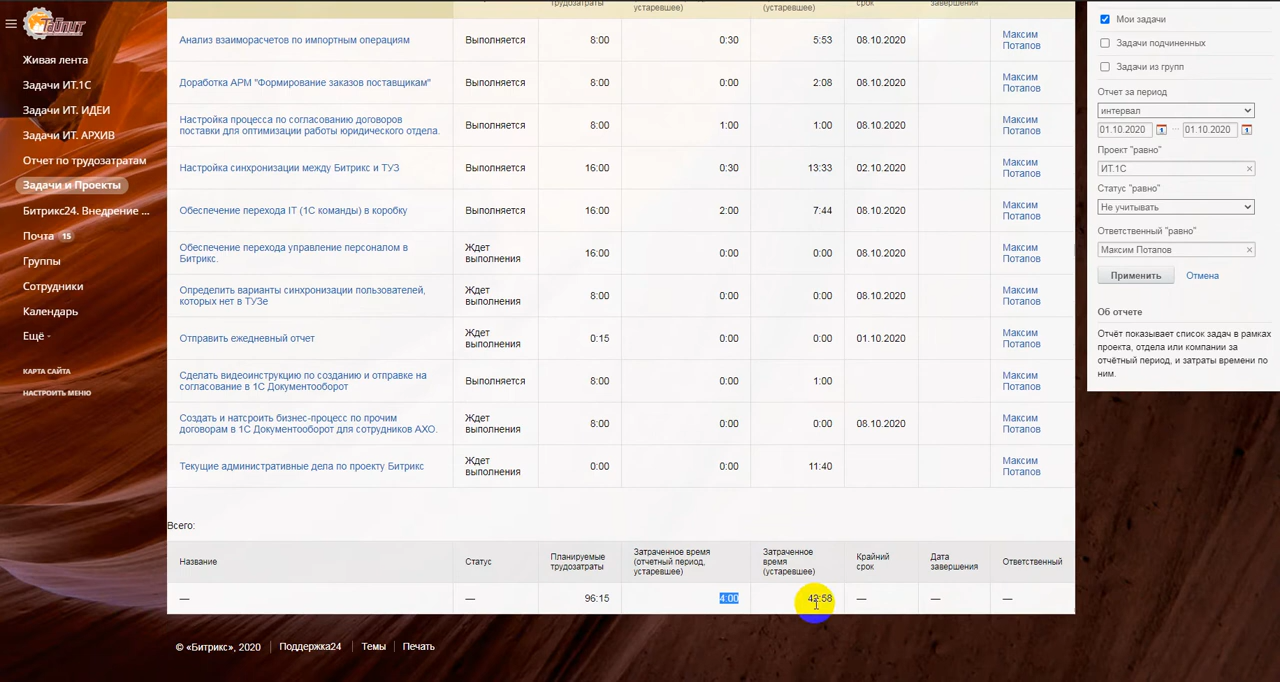 Тайпит
Живая лента
Задачи ИТ.1С
Задачи ИТ. ИДЕИ
Задачи ИТ. АРХИВ
Отчет по трудозатратам
Задачи и Проекты
Битрикс24. Внедрение ...
Почта 15
Группы
Сотрудники
Календарь
Ещё
КАРТА САЙТА
НАСТРОИТЬ МЕНЮ
трудозатраты устаревшее) (устаревшее) срок завершения
Анализ взаиморасчетов по импортным операциям Выполняется 8:00 0:30 5:53 08.10.2020 Максим
Потапов
Доработка АРМ "Формирование заказов поставщикам" Выполняется 8:00 0:00 2:08 08.10.2020 Максим
Потапов
Настройка процесса по согласованию договоров
поставки для оптимизации работы юридического отдела. Выполняется 8:00 1:00 1:00 08.10.2020 Максим
Потапов
Настройка синхронизации между Битрикс и ТУЗ Выполняется 16:00 0:30 13:33 02.10.2020 Максим
Потапов
Обеспечение перехода IT (1С команды) в коробку Выполняется 16:00 2:00 7:44 08.10.2020 Максим
Потапов
Обеспечение перехода управление персоналом в Ждет Максим
Битрикс. выполнения 16:00 0:00 0:00 08.10.2020 Потапов
Определить варианты синхронизации пользователей, Ждет Максим
которых нет в ТУЗе выполнения 8:00 0:00 0:00 08.10.2020 Потапов
Отправить ежедневный отчет Ждет
выполнения 0:15 0:00 0:00 01.10.2020 Максим
Потапов
Сделать видеоинструкцию по созданию и отправке на
согласование в 1С Документооборот Выполняется 8:00 0:00 1:00 Максим
Потапов
Создать и натсроить бизнес-процесс по прочим Ждет Максим
договорам в 1С Документооборот для сотрудников АХО. выполнения 8:00 0:00 0:00 08.10.2020 Потапов
Текущие административные дела по проекту Битрикс Ждет
выполнения 0:00 0:00 11:40 Максим
Потапов
Всего:
Название Статус Планируемые
трудозатраты Затраченное время
(отчетный период,
устаревшее) Затраченное
время
(устаревшее) Крайний
срок Дата
завершения Ответственный
— — 96:15 4:00 42:58 — — —
© «Битрикс», 2020 Поддержка24 Темы Печать
Мои задачи
Задачи подчиненных
Задачи из групп
Отчет за период
интервал
01.10.2020 ... 01.10.2020
Проект "равно"
ИТ.1С
Статус "равно"
Не учитывать
Ответственный "равно"
Максим Потапов
Применить Отмена
Об отчете
Отчёт показывает список задач в рамках
проекта, отдела или компании за
отчётный период, и затраты времени по
ним.